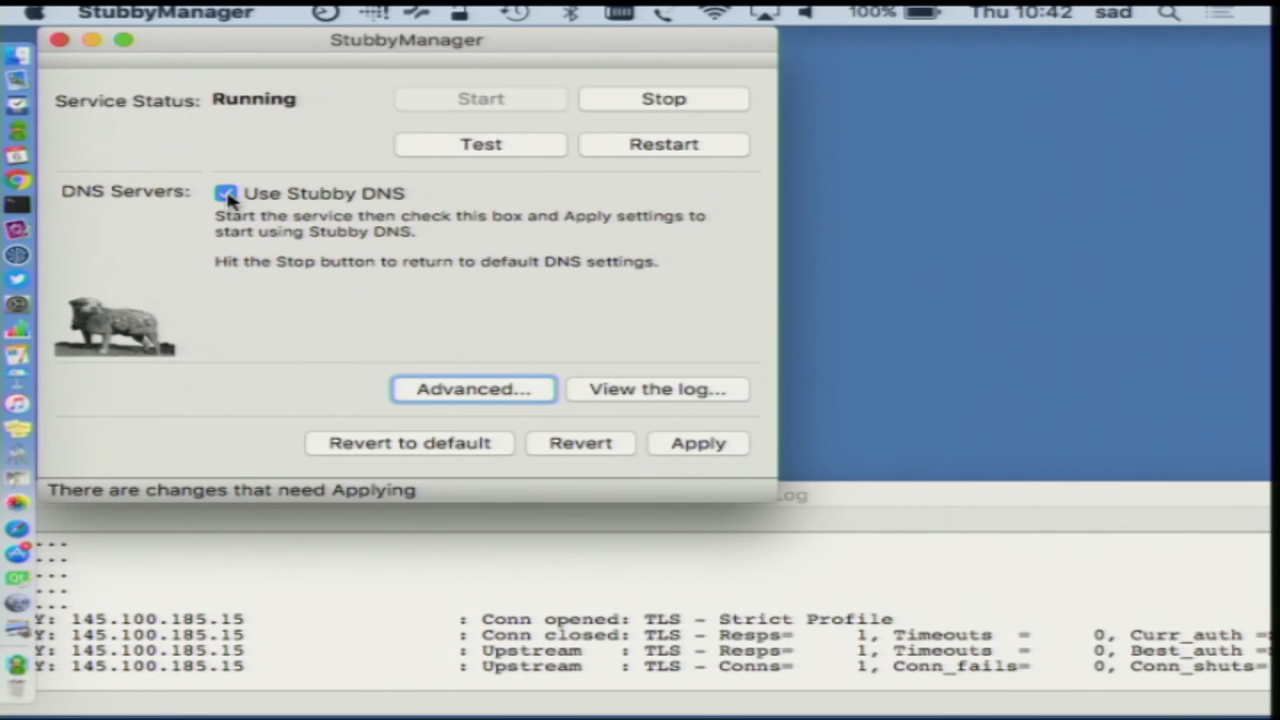 StubbyManager 100% Thu 10:42 sad
StubbyManager
Service Status: Running Start Stop
Test Restart
DNS Servers: Use Stubby DNS
Start the service then check this box and Apply settings to
start using Stubby DNS.
Hit the Stop button to return to default DNS settings.
Advanced... View the log...
Revert to default Revert Apply
There are changes that need Applying
Log
...
...
...
...
...
Y: 145.100.185.15 : Conn opened: TLS - Strict Profile
Y: 145.100.185.15 : Conn closed: TLS - Resps= 1, Timeouts = 0, Curr_auth =
Y: 145.100.185.15 : Upstream : TLS - Resps= 1, Timeouts = 0, Best_auth =
Y: 145.100.185.15 : Upstream : TLS - Conns= 1, Conn_fails= 0, Conn_shuts=